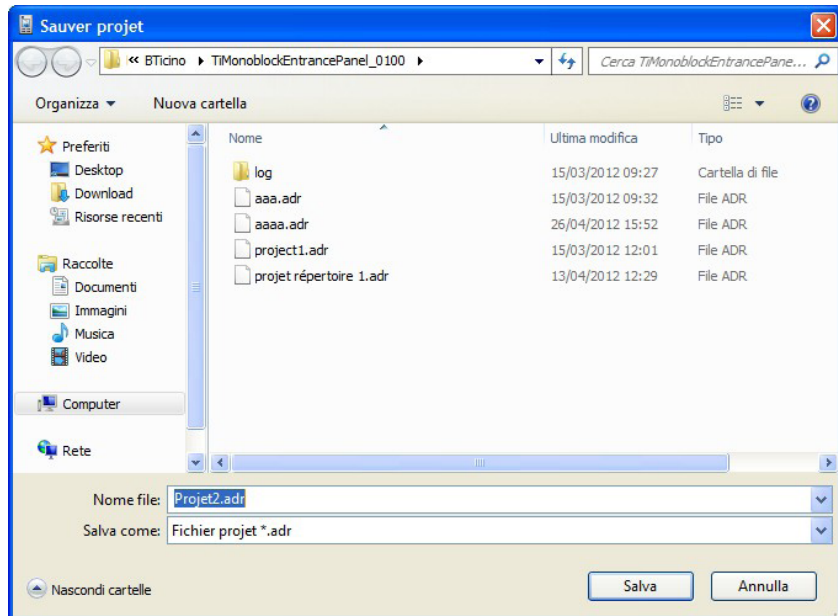 Sauver projet
« BTicino TiMonoblockEntrancePanel_0100 Cerca TiMonoblockEntrancePane...
Organizza Nuova cartella
Preferiti
Desktop
Download
Risorse recenti
Raccolte
Documenti
Immagini
Musica
Video
Computer
Rete
Nome Ultima modifica Tipo
log 15/03/2012 09:27 Cartella di file
aaa.adr 15/03/2012 09:32 File ADR
aaaa.adr 26/04/2012 15:52 File ADR
project1.adr 15/03/2012 12:01 File ADR
projet répertoire 1.adr 13/04/2012 12:29 File ADR
Nome file: Projet2.adr
Salva come: Fichier projet *.adr
Nascondi cartelle Salva Annulla